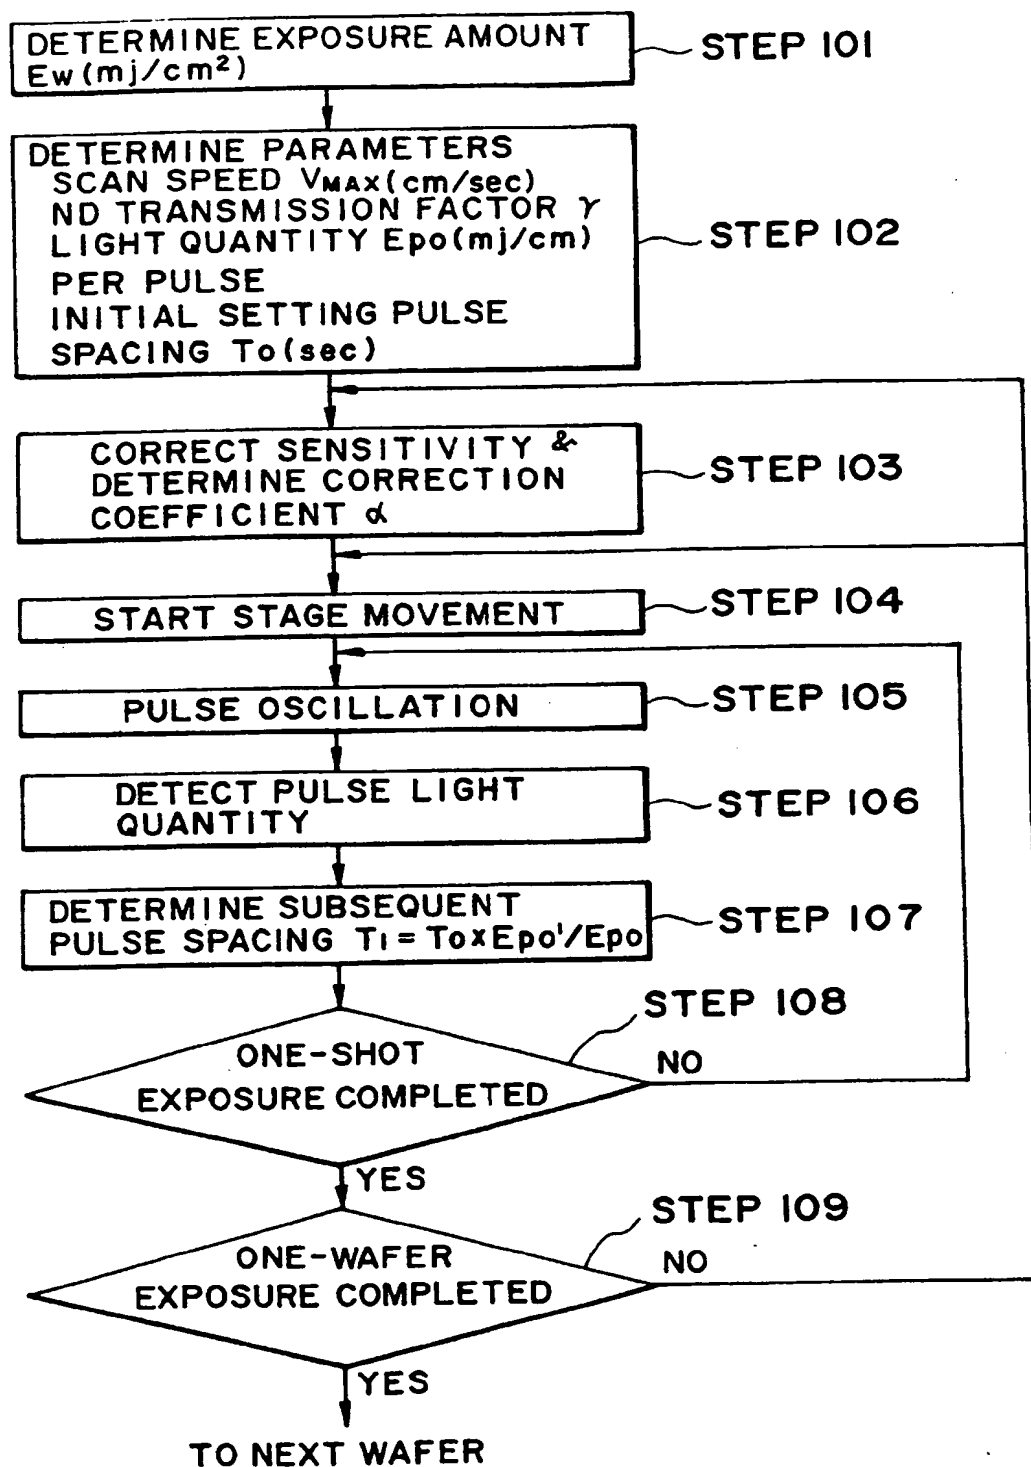 DETERMINE EXPOSURE AMOUNT
Ew(mj/cm²)
STEP 101
DETERMINE PARAMETERS
SCAN SPEED VMAX(cm/sec)
ND TRANSMISSION FACTOR γ
LIGHT QUANTITY Epo(mj/cm)
PER PULSE
INITIAL SETTING PULSE
SPACING To(sec)
STEP 102
CORRECT SENSITIVITY &
DETERMINE CORRECTION
COEFFICIENT α
STEP 103
START STAGE MOVEMENT
STEP 104
PULSE OSCILLATION
STEP 105
DETECT PULSE LIGHT
QUANTITY
STEP 106
DETERMINE SUBSEQUENT
PULSE SPACING T1=ToxEpo'/Epo
STEP 107
STEP 108
ONE-SHOT
EXPOSURE COMPLETED
NO
YES
STEP 109
ONE-WAFER
EXPOSURE COMPLETED
NO
YES
TO NEXT WAFER